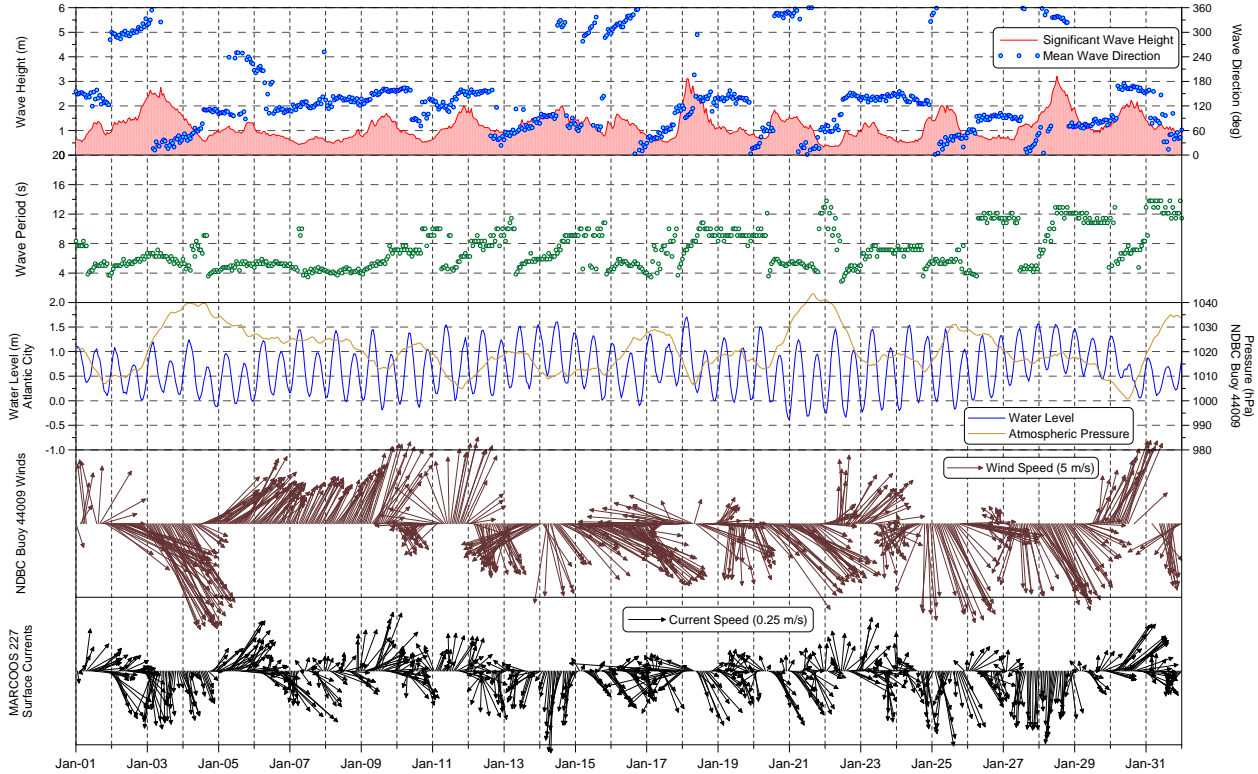 6
5
4
3
2
1
20
Wave Height (m)
360
300
240
180
120
60
0
Wave Direction (deg)
Significant Wave Height
Mean Wave Direction
16
12
8
4
Wave Period (s)
2.0
1.5
1.0
0.5
0.0
-0.5
-1.0
Water Level (m)
Atlantic City
1040
1030
1020
1010
1000
990
980
Pressure (hPa)
NDBC Buoy 44009
Water Level
Atmospheric Pressure
NDBC Buoy 44009 Winds
Wind Speed (5 m/s)
MARCOOS 227
Surface Currents
Current Speed (0.25 m/s)
Jan-01 Jan-03 Jan-05 Jan-07 Jan-09 Jan-11 Jan-13 Jan-15 Jan-17 Jan-19 Jan-21 Jan-23 Jan-25 Jan-27 Jan-29 Jan-31